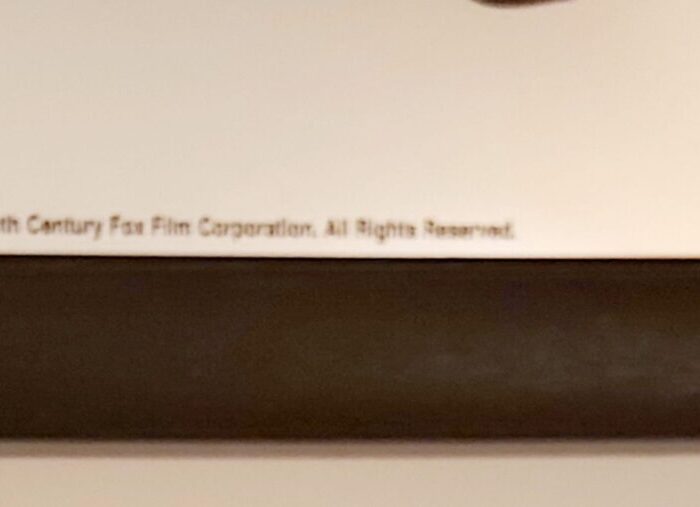 th Century Fox Film Corporation. All Rights Reserved.